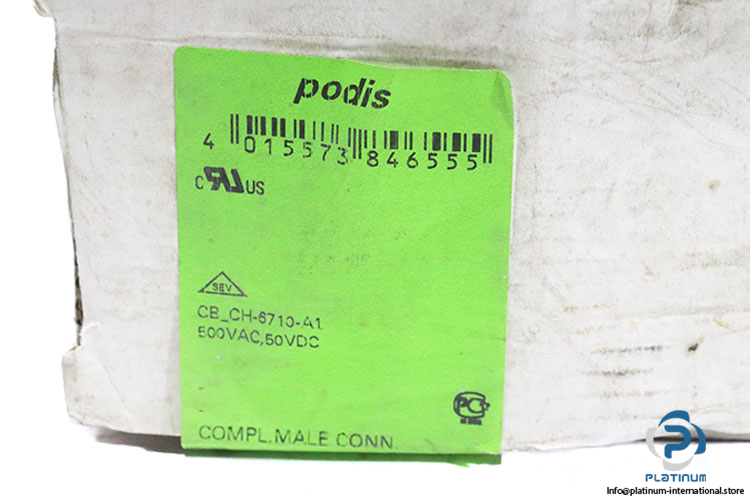 podis
4 015573 846555
c RU US
SEV
CB_CH-6710-A1
500VAC,50VDC
COMPL.MALE CONN.
PLATINUM
Info@platinum-international.store